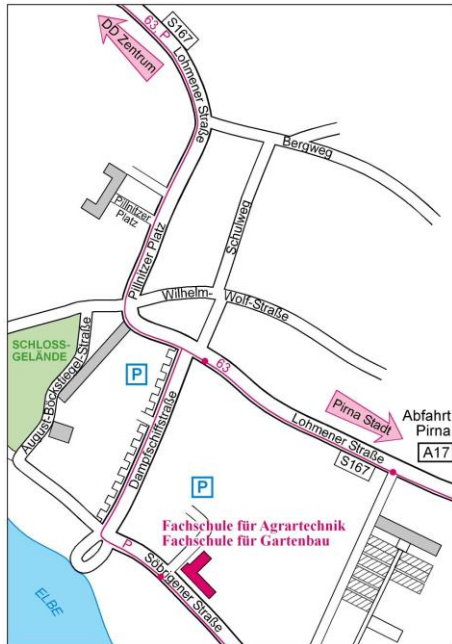 63, P
S167
DD Zentrum
Lohmener Straße
Bergweg
Pillnitzer
Platz
Pillnitzer Platz
Schulweg
Wilhelm-Wolf-Straße
SCHLOSS-
GELÄNDE
August-Böckstiegel-Straße
P
63
Dampfschiffstraße
Pirna Stadt
Abfahrt
Pirna
A17
Lohmener Straße
S167
P
Fachschule für Agrartechnik
Fachschule für Gartenbau
P
Söbrigener Straße
ELBE